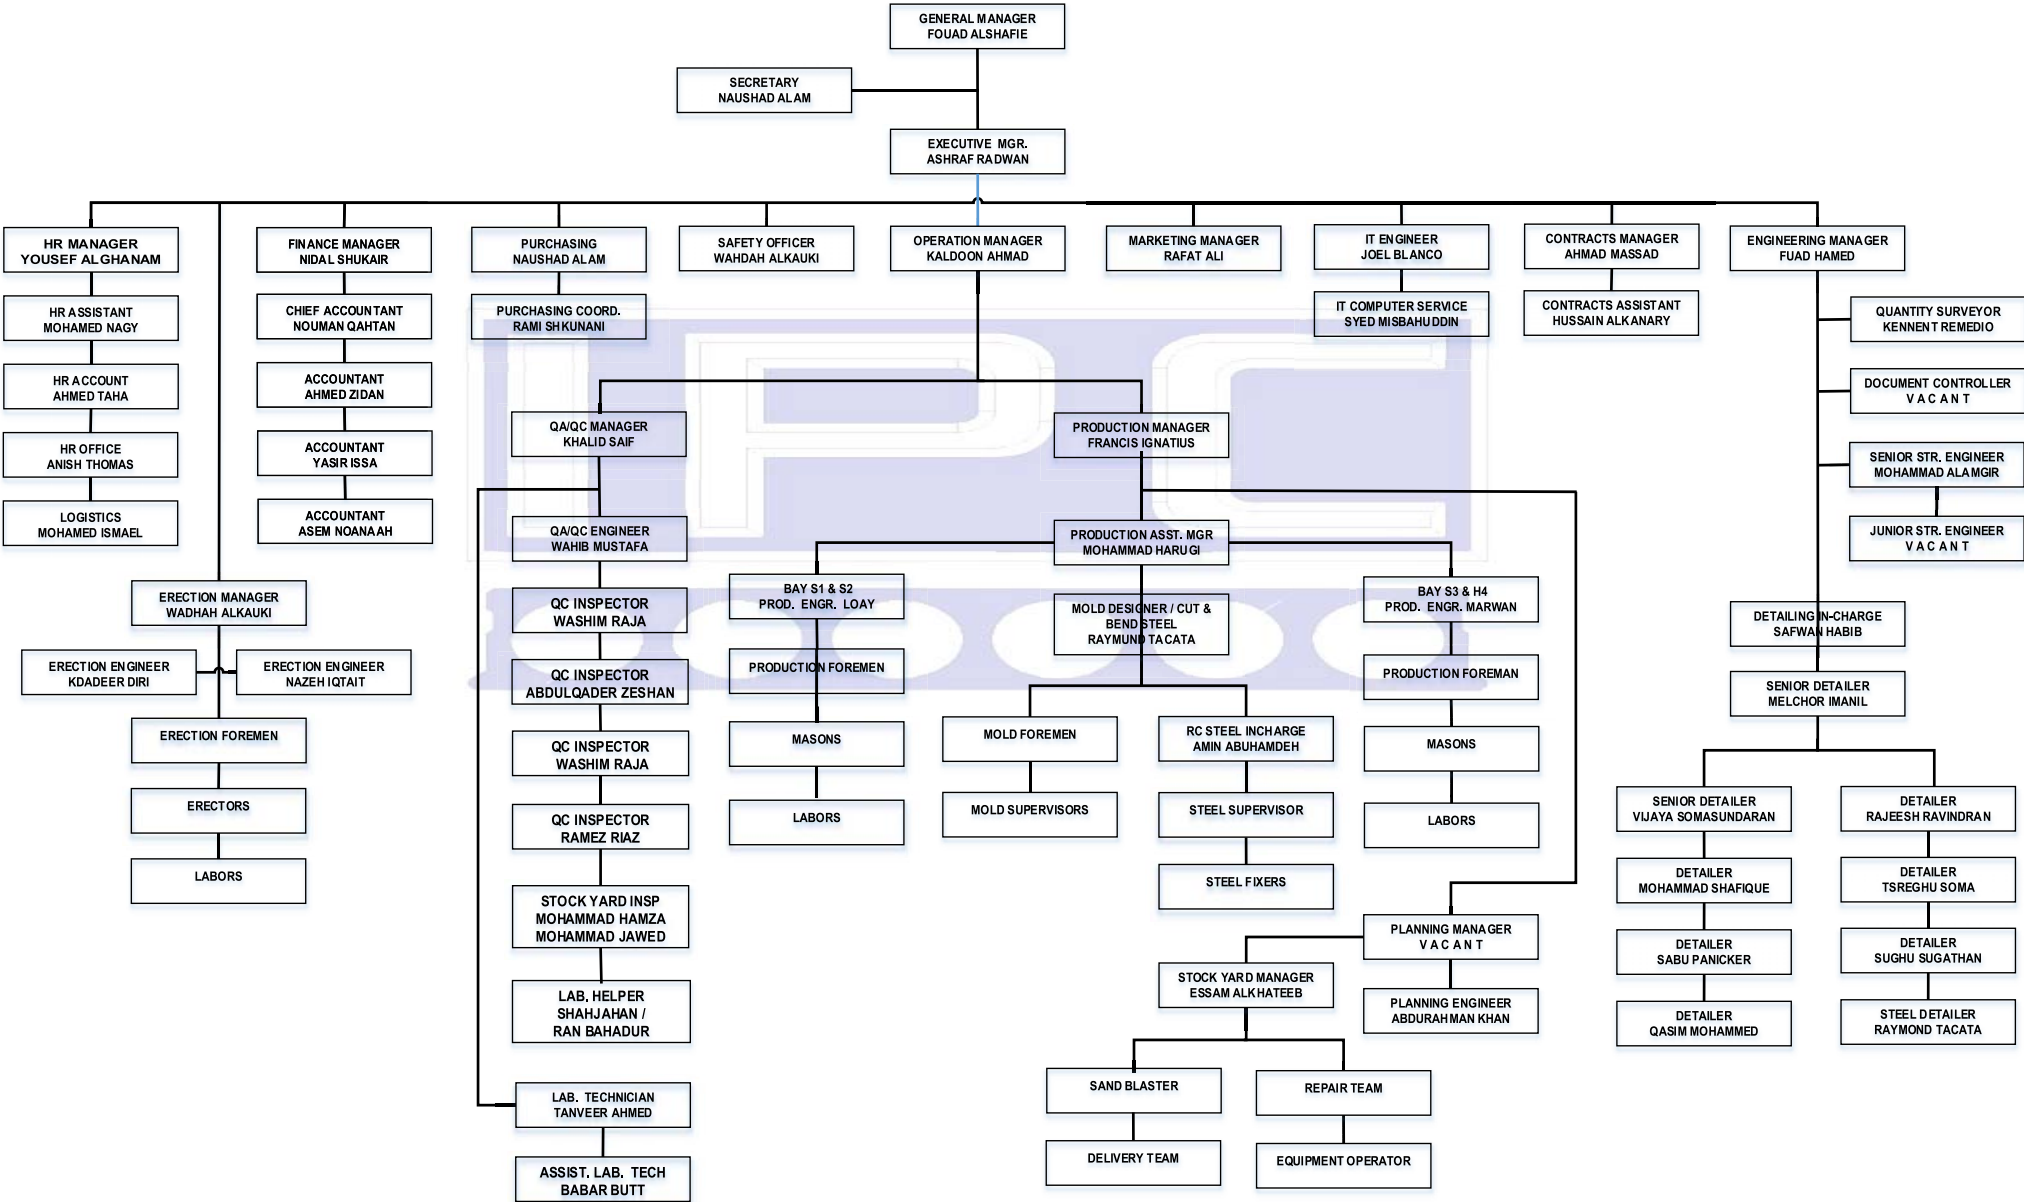 GENERAL MANAGER
FOUAD ALSHAFIE
SECRETARY
NAUSHAD ALAM
EXECUTIVE MGR.
ASHRAF RADWAN
HR MANAGER
YOUSEF ALGHANAM
HR ASSISTANT
MOHAMED NAGY
HR ACCOUNT
AHMED TAHA
HR OFFICE
ANISH THOMAS
LOGISTICS
MOHAMED ISMAEL
ERECTION MANAGER
WADHAH ALKAUKI
ERECTION ENGINEER
KDADEER DIRI
ERECTION ENGINEER
NAZEH IQTAIT
ERECTION FOREMEN
ERECTORS
LABORS
FINANCE MANAGER
NIDAL SHUKAIR
CHIEF ACCOUNTANT
NOUMAN QAHTAN
ACCOUNTANT
AHMED ZIDAN
ACCOUNTANT
YASIR ISSA
ACCOUNTANT
ASEM NOANAAH
PURCHASING
NAUSHAD ALAM
PURCHASING COORD.
RAMI SHKUNANI
SAFETY OFFICER
WAHDAH ALKAUKI
OPERATION MANAGER
KALDOON AHMAD
QA/QC MANAGER
KHALID SAIF
QA/QC ENGINEER
WAHIB MUSTAFA
QC INSPECTOR
WASHIM RAJA
QC INSPECTOR
ABDULQADER ZESHAN
QC INSPECTOR
WASHIM RAJA
QC INSPECTOR
RAMEZ RIAZ
STOCK YARD INSP
MOHAMMAD HAMZA
MOHAMMAD JAWED
LAB. HELPER
SHAHJAHAN /
RAN BAHADUR
LAB. TECHNICIAN
TANVEER AHMED
ASSIST. LAB. TECH
BABAR BUTT
PRODUCTION MANAGER
FRANCIS IGNATIUS
PRODUCTION ASST. MGR
MOHAMMAD HARUGI
BAY S1 & S2
PROD. ENGR. LOAY
PRODUCTION FOREMEN
MASONS
LABORS
MOLD DESIGNER / CUT &
BEND STEEL
RAYMUND TACATA
MOLD FOREMEN
MOLD SUPERVISORS
RC STEEL INCHARGE
AMIN ABUHAMDEH
STEEL SUPERVISOR
STEEL FIXERS
BAY S3 & H4
PROD. ENGR. MARWAN
PRODUCTION FOREMAN
MASONS
LABORS
PLANNING MANAGER
V A C A N T
PLANNING ENGINEER
ABDURAHMAN KHAN
STOCK YARD MANAGER
ESSAM ALKHATEEB
SAND BLASTER
DELIVERY TEAM
REPAIR TEAM
EQUIPMENT OPERATOR
MARKETING MANAGER
RAFAT ALI
IT ENGINEER
JOEL BLANCO
IT COMPUTER SERVICE
SYED MISBAHUDDIN
CONTRACTS MANAGER
AHMAD MASSAD
CONTRACTS ASSISTANT
HUSSAIN ALKANARY
ENGINEERING MANAGER
FUAD HAMED
QUANTITY SURVEYOR
KENNENT REMEDIO
DOCUMENT CONTROLLER
V A C A N T
SENIOR STR. ENGINEER
MOHAMMAD ALAMGIR
JUNIOR STR. ENGINEER
V A C A N T
DETAILING IN-CHARGE
SAFWAN HABIB
SENIOR DETAILER
MELCHOR IMANIL
SENIOR DETAILER
VIJAYA SOMASUNDARAN
DETAILER
MOHAMMAD SHAFIQUE
DETAILER
SABU PANICKER
DETAILER
QASIM MOHAMMED
DETAILER
RAJEESH RAVINDRAN
DETAILER
TSREGHU SOMA
DETAILER
SUGHU SUGATHAN
STEEL DETAILER
RAYMOND TACATA
IPC